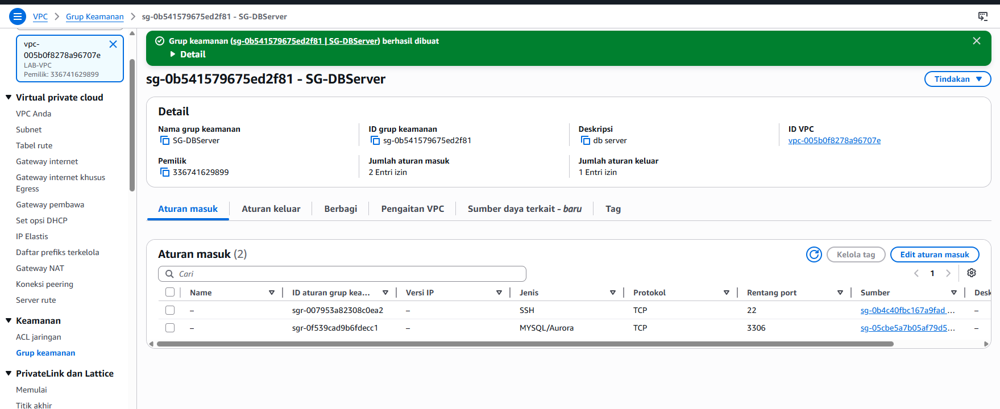 VPC > Grup Keamanan > sg-0b541579675ed2f81 - SG-DBServer
vpc-
005b0f8278a96707e
LAB-VPC
Pemilik: 336741629899
Virtual private cloud
VPC Anda
Subnet
Tabel rute
Gateway internet
Gateway internet khusus
Egress
Gateway pembawa
Set opsi DHCP
IP Elastis
Daftar prefiks terkelola
Gateway NAT
Koneksi peering
Server rute
Keamanan
ACL jaringan
Grup keamanan
PrivateLink dan Lattice
Memulai
Titik akhir
Grup keamanan (sg-0b541579675ed2f81 | SG-DBServer) berhasil dibuat
Detail
sg-0b541579675ed2f81 - SG-DBServer
Tindakan
Detail
Nama grup keamanan
SG-DBServer
ID grup keamanan
sg-0b541579675ed2f81
Deskripsi
db server
ID VPC
vpc-005b0f8278a96707e
Pemilik
336741629899
Jumlah aturan masuk
2 Entri izin
Jumlah aturan keluar
1 Entri izin
Aturan masuk Aturan keluar Berbagi Pengaitan VPC Sumber daya terkait - baru Tag
Aturan masuk (2)
Kelola tag Edit aturan masuk
Cari
1
Name ID aturan grup kea... Versi IP Jenis Protokol Rentang port Sumber Desk
– sgr-007953a82308c0ea2 – SSH TCP 22 sg-0b4c40fbc167a9fad ... –
– sgr-0f539cad9b6fdecc1 – MYSQL/Aurora TCP 3306 sg-05cbe5a7b05af79d5... –